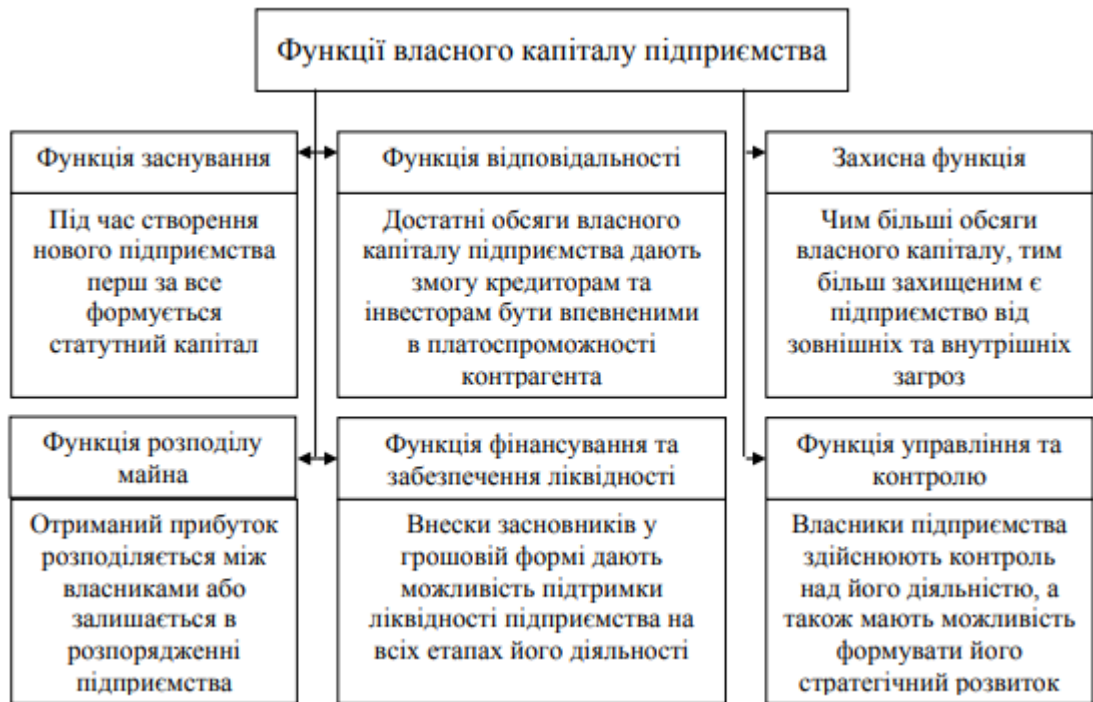 Функції власного капіталу підприємства
Функція заснування
Під час створення
нового підприємства
перш за все
формується
статутний капітал
Функція відповідальності
Достатні обсяги власного
капіталу підприємства дають
змогу кредиторам та
інвесторам бути впевненими
в платоспроможності
контрагента
Захисна функція
Чим більші обсяги
власного капіталу, тим
більш захищеним є
підприємство від
зовнішніх та внутрішніх
загроз
Функція розподілу
майна
Отриманий прибуток
розподіляється між
власниками або
залишається в
розпорядженні
підприємства
Функція фінансування та
забезпечення ліквідності
Внески засновників у
грошовій формі дають
можливість підтримки
ліквідності підприємства на
всіх етапах його діяльності
Функція управління та
контролю
Власники підприємства
здійснюють контроль
над його діяльністю, а
також мають можливість
формувати його
стратегічний розвиток